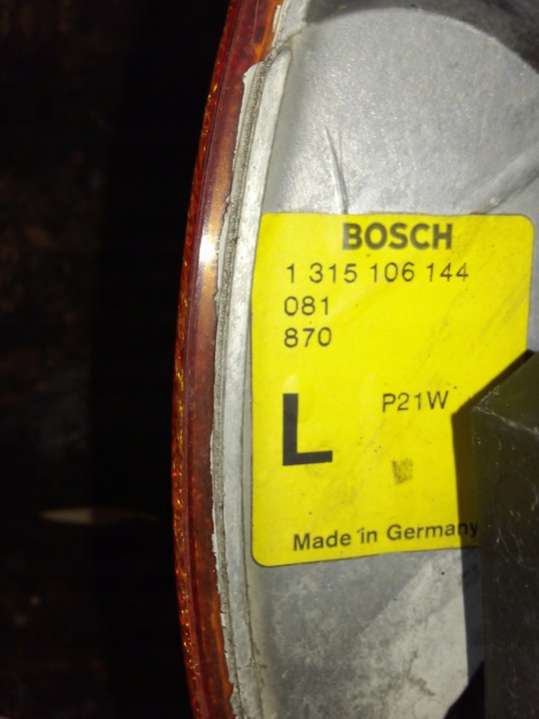 BOSCH
1 315 106 144
081
870
P21W
L
Made in Germany